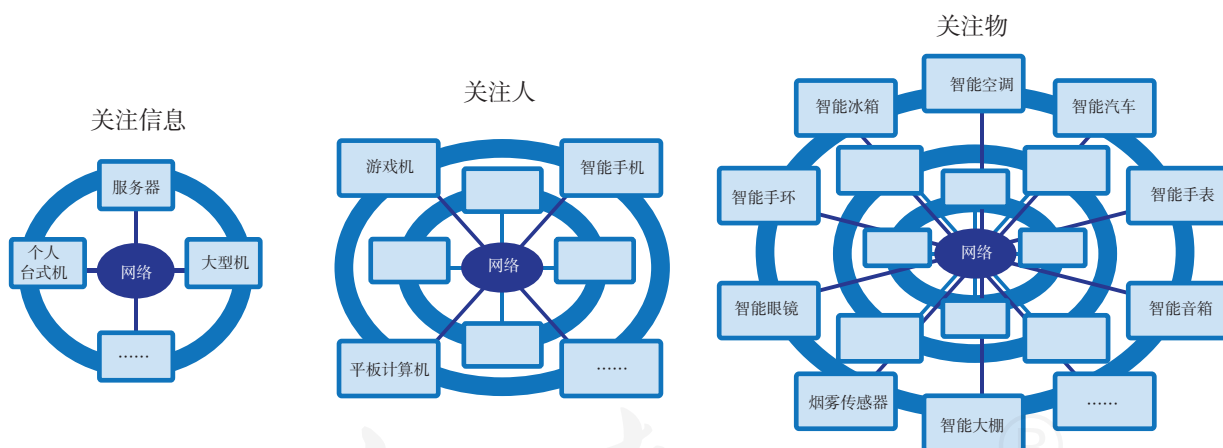 关注信息
服务器
个人
台式机
网络
大型机
……
关注人
游戏机
智能手机
网络
平板计算机
……
关注物
智能空调
智能冰箱
智能汽车
智能手环
智能手表
网络
智能眼镜
智能音箱
烟雾传感器
智能大棚
……
®